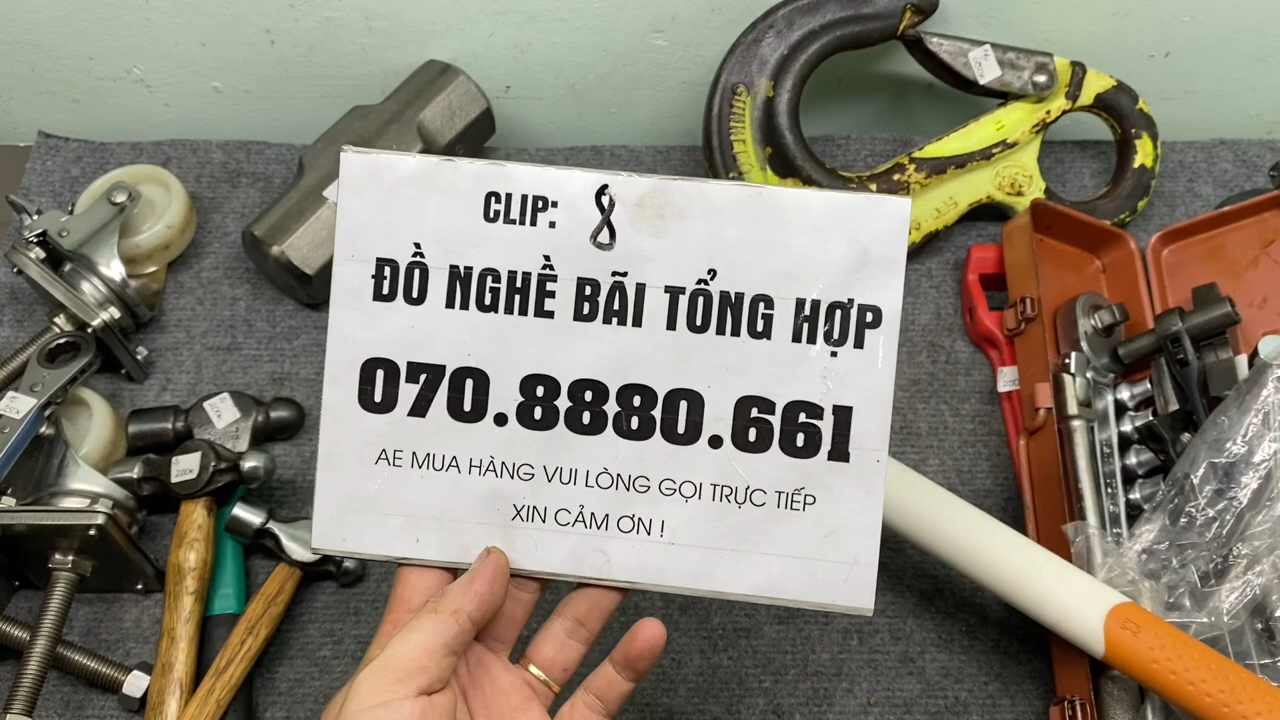 CLIP: 8
ĐỒ NGHỀ BÃI TỔNG HỢP
070.8880.661
AE MUA HÀNG VUI LÒNG GỌI TRỰC TIẾP
XIN CẢM ƠN !
200K